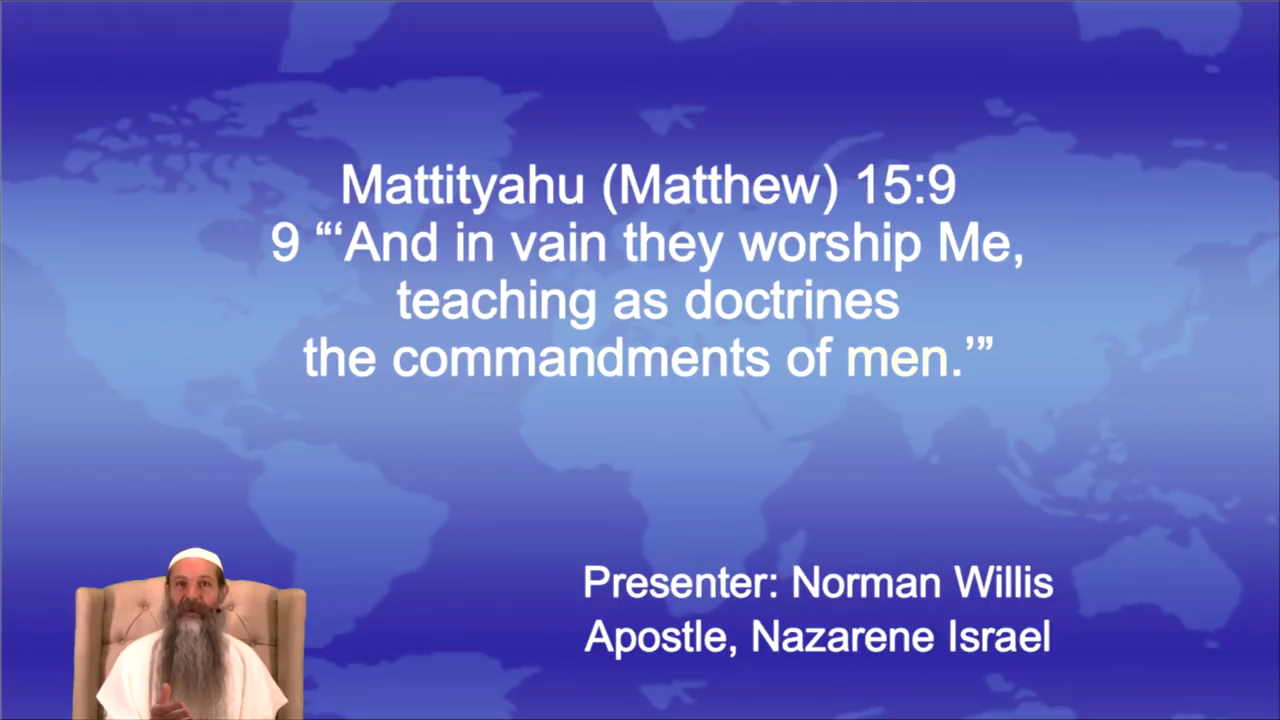 Mattityahu (Matthew) 15:9
9 “‘And in vain they worship Me,
teaching as doctrines
the commandments of men.’”
Presenter: Norman Willis
Apostle, Nazarene Israel